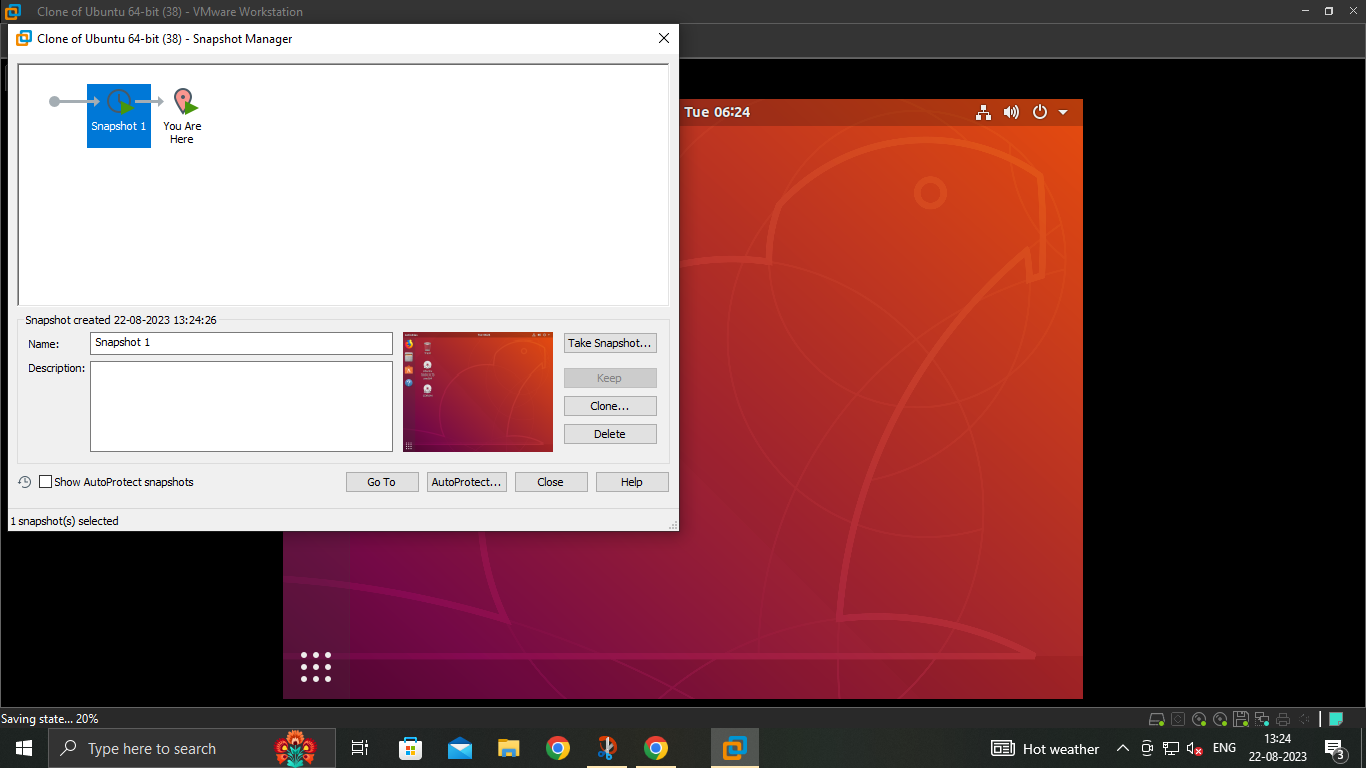 Clone of Ubuntu 64-bit (38) - VMware Workstation
Clone of Ubuntu 64-bit (38) - Snapshot Manager
Snapshot 1
You Are
Here
Tue 06:24
Snapshot created 22-08-2023 13:24:26
Name:
Snapshot 1
Take Snapshot...
Description:
Keep
Clone...
Delete
Show AutoProtect snapshots
Go To
AutoProtect...
Close
Help
1 snapshot(s) selected
Saving state... 20%
Type here to search
Hot weather
ENG
13:24
22-08-2023
3